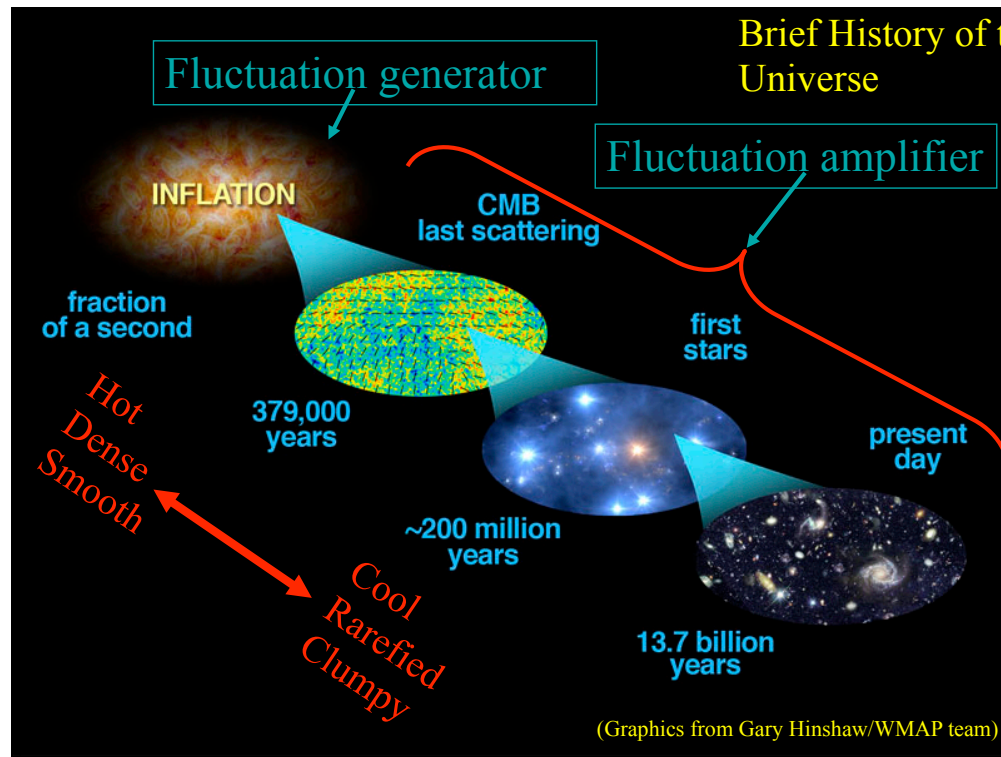 Brief History of t
Universe
Fluctuation generator
Fluctuation amplifier
INFLATION
CMB
last scattering
fraction
of a second
first
stars
379,000
years
present
day
Hot
Dense
Smooth
~200 million
years
Cool
Rarefied
Clumpy
13.7 billion
years
(Graphics from Gary Hinshaw/WMAP team)